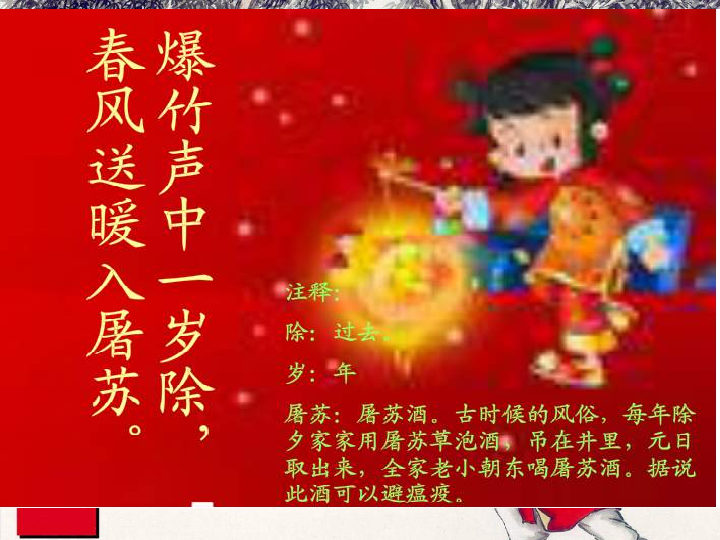 爆竹声中一岁除，
春风送暖入屠苏。
注释：
除：过去。
岁：年
屠苏：屠苏酒。古时候的风俗，每年除
夕家家用屠苏草泡酒，吊在井里，元日
取出来，全家老小朝东喝屠苏酒。据说
此酒可以避瘟疫。